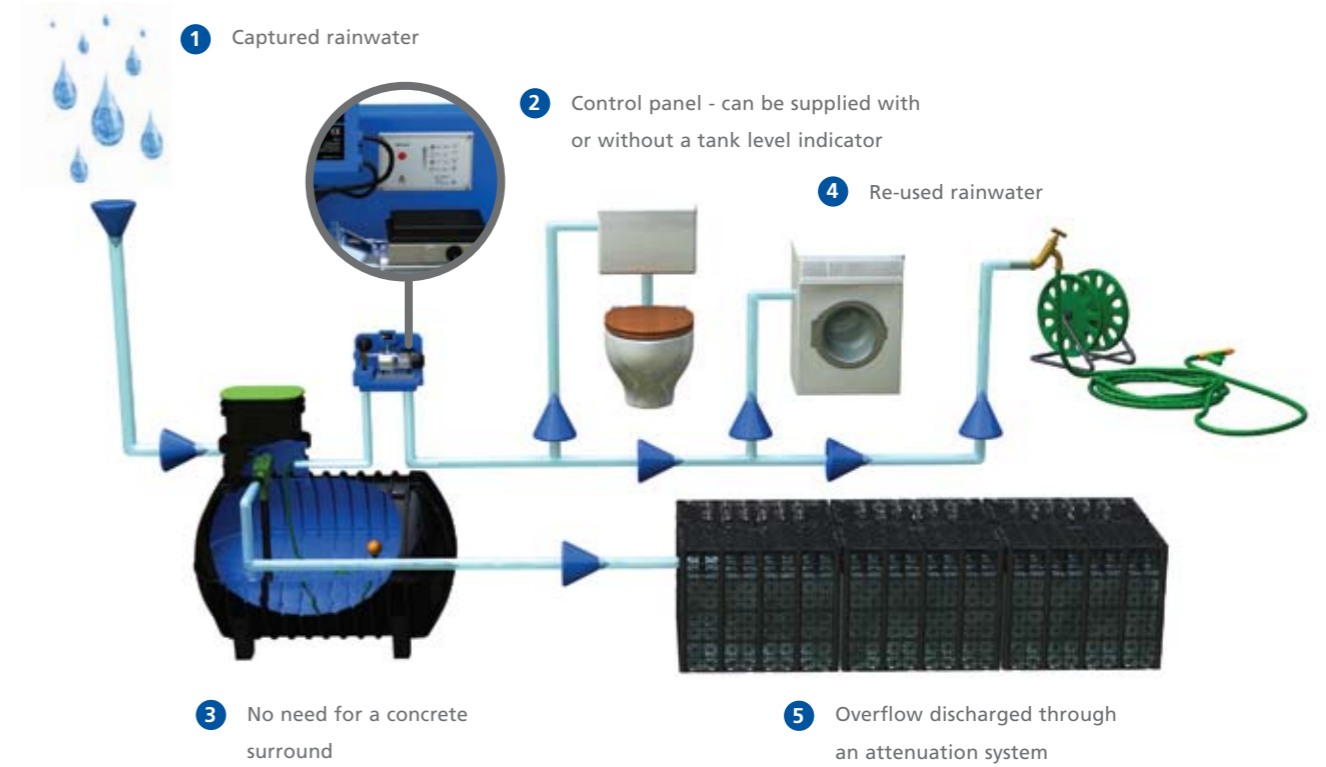 1 Captured rainwater
2 Control panel - can be supplied with
or without a tank level indicator
4 Re-used rainwater
3 No need for a concrete
surround
5 Overflow discharged through
an attenuation system